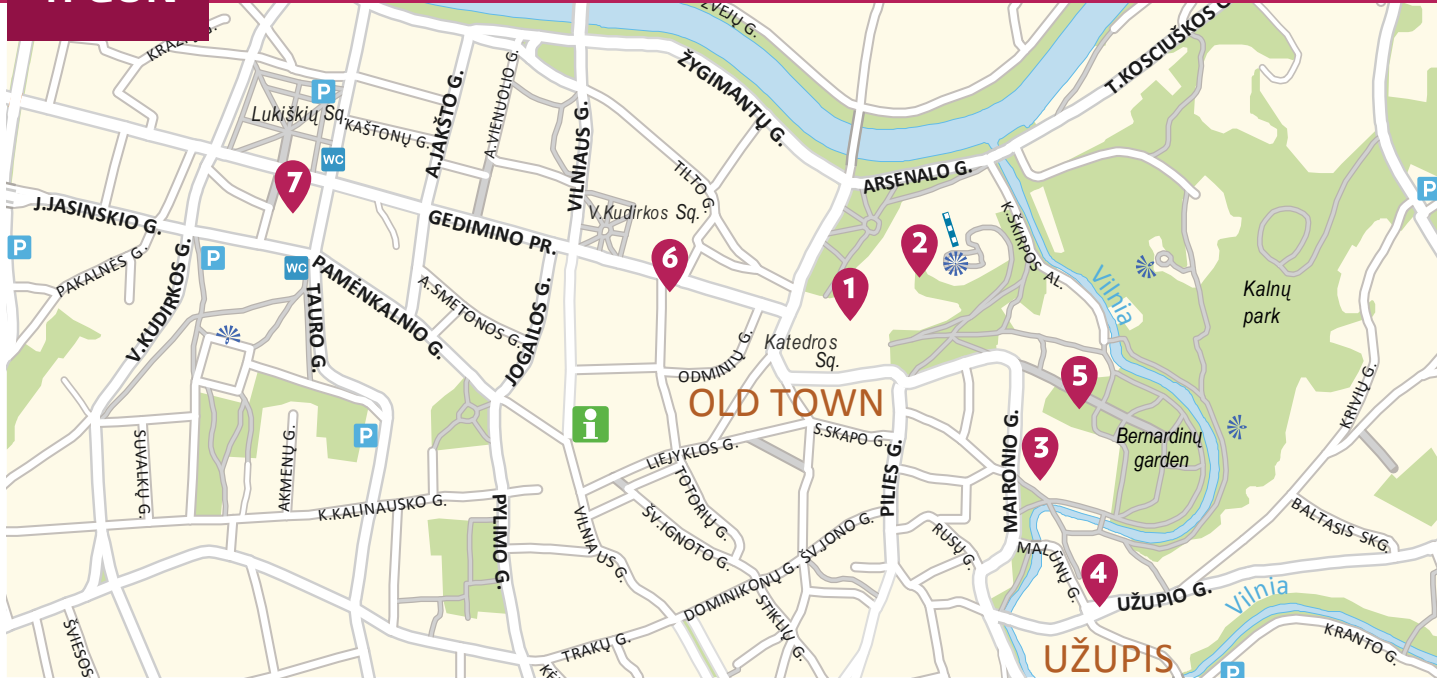 ŽVEJŲ G.
T.KOSCIUŠKOS G
KRAŽIŲ G.
ŽYGIMANTŲ G.
A.VIENUOLIO G.
A.JAKŠTO G.
VILNIAUS G.
P
Lukiškių Sq.
KAŠTONŲ G.
WC
7
TILTO G.
ARSENALO G.
P
J.JASINSKIO G.
GEDIMINO PR.
V.Kudirkos Sq.
K.ŠKIRPOS AL.
2
P
PAKALNĖS G.
V.KUDIRKOS G.
P
WC
PAMĖNKALNIO G.
TAURO G.
A.SMETONOS G.
JOGAILOS G.
6
1
Vilnia
Kalnų
park
ODMINIŲ G.
Katedros
Sq.
OLD TOWN
5
KRIVIŲ G.
i
P
SUVALKŲ G.
AKMENŲ G.
LIEJYKLOS G.
S.SKAPO G.
PILIES G.
MAIRONIO G.
3
Bernardinų
garden
K.KALINAUSKO G.
PYLIMO G.
TOTORIŲ G.
ŠV.IGNOTO G.
VILNIAUS G.
DOMINIKONŲ G.
ŠV.JONO G.
RUSŲ G.
MALŪNŲ G.
BALTASIS SKG.
4
UŽUPIO G.
Vilnia
STIKLIŲ G.
TRAKŲ G.
KRANTO G.
ŠVIESOS
UŽUPIS
P